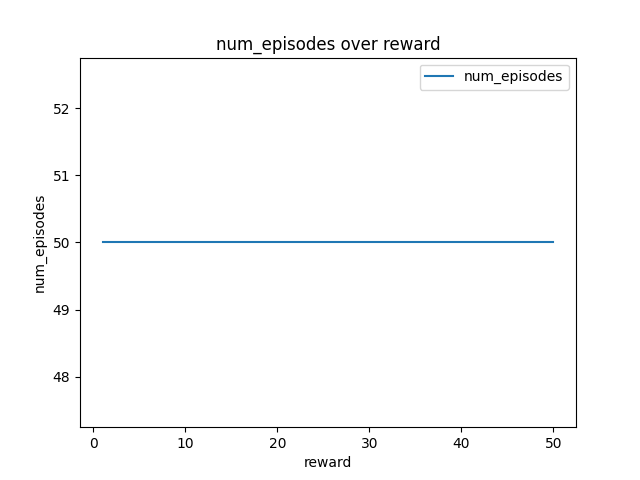 num_episodes over reward
num_episodes
52
51
50
49
48
num_episodes
0 10 20 30 40 50
reward